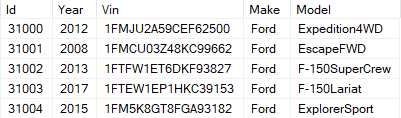 Id Year Vin Make Model
31000 2012 1FMJU2A59CEF62500 Ford Expedition4WD
31001 2008 1FMCU03Z48KC99662 Ford EscapeFWD
31002 2013 1FTFW1ET6DKF93827 Ford F-150SuperCrew
31003 2017 1FTEW1EP1HKC39153 Ford F-150Lariat
31004 2015 1FM5K8GT8FGA93182 Ford ExplorerSport